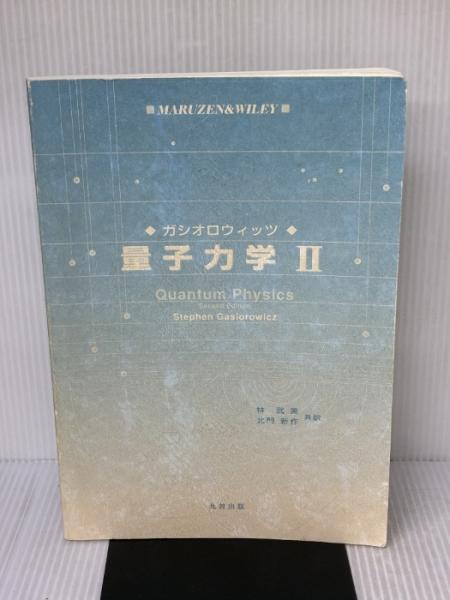 ■ MARUZEN&WILEY ■
◆ ガシオロウィッツ ◆
量子力学 II
Quantum Physics
Second Edition
Stephen Gasiorowicz
林 武美
北門 新作 共訳
丸善出版